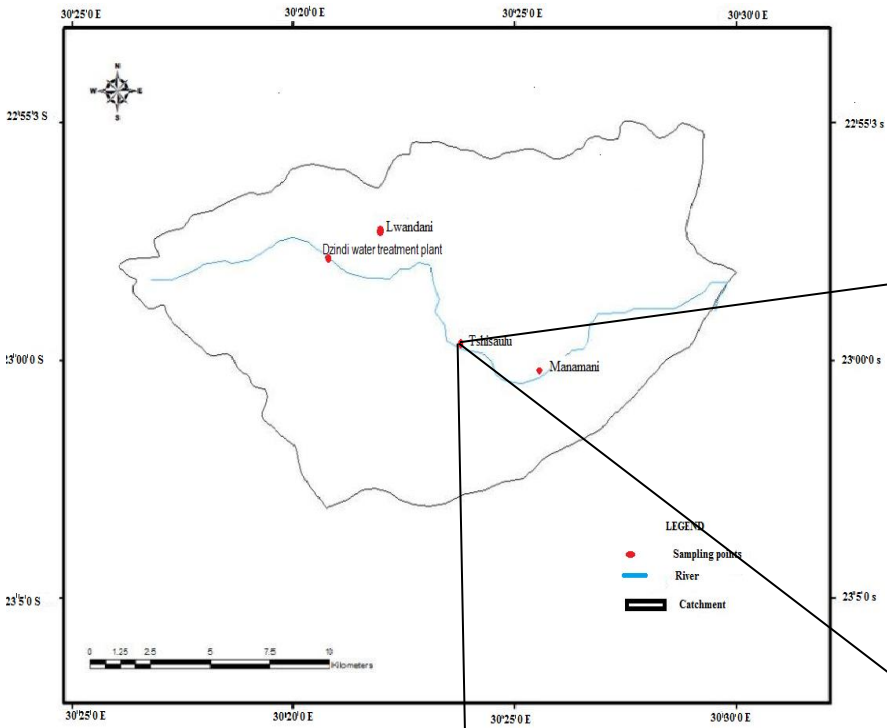 30°25'0 E 30°20'0 E 30°25'0 E 30°30'0 E
N
W E
S
22°55'3 S 22°55'3 s
Lwandani
Dzindi water treatment plant
Tshisaulu
23°00'0 S 23°00'0 s
Manamani
LEGEND
Sampling points
River
23°5'0 S 23°5'0 s
Catchment
0 1.25 2.5 5 7.5 10
Kilometers
30°25'0 E 30°20'0 E 30°25'0 E 30°30'0 E